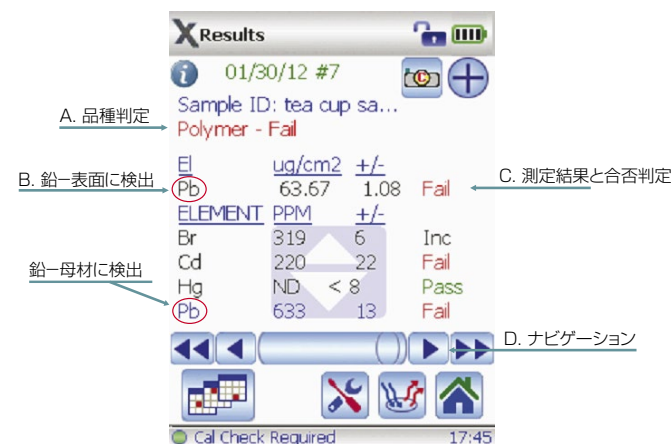 XResults
01/30/12 #7
Sample ID: tea cup sa...
A. 品種判定
Polymer - Fail
El ug/cm2 +/-
B. 鉛ー表面に検出
Pb 63.67 1.08 Fail
C. 測定結果と合否判定
ELEMENT PPM +/-
Br 319 6 Inc
Cd 220 22 Fail
鉛ー母材に検出
Hg ND < 8 Pass
Pb 633 13 Fail
D. ナビゲーション
Cal Check Required 17:45